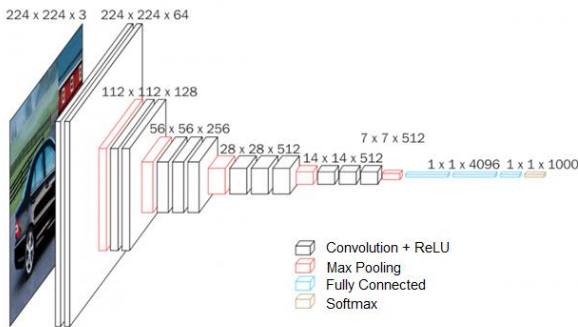 224 x 224 x 3
224 x 224 x 64
112 x 112 x 128
56 x 56 x 256
28 x 28 x 512
14 x 14 x 512
7 x 7 x 512
1 x 1 x 4096
1 x 1 x 1000
Convolution + ReLU
Max Pooling
Fully Connected
Softmax